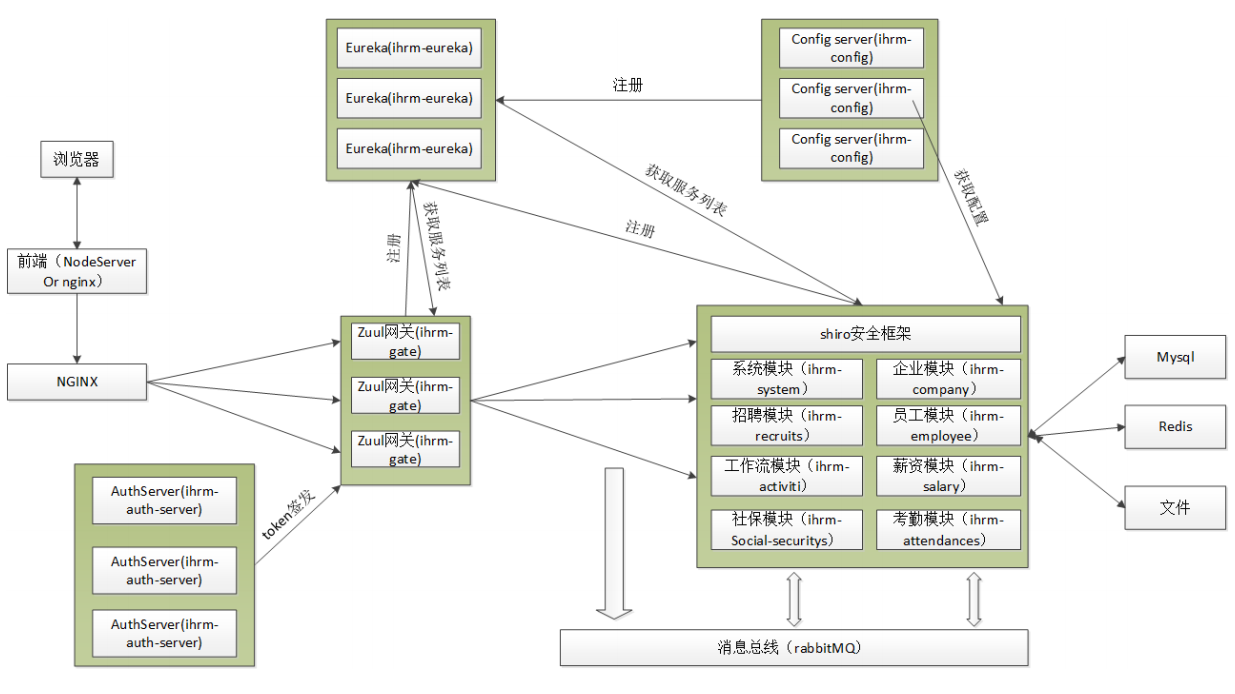 Eureka(ihrm-eureka)
Eureka(ihrm-eureka)
Eureka(ihrm-eureka)
Config server(ihrm-
config)
Config server(ihrm-
config)
Config server(ihrm-
config)
注册
浏览器
前端（NodeServer
Or nginx）
NGINX
注册
获取服务列表
获取服务列表
注册
获取配置
Zuul网关(ihrm-
gate)
Zuul网关(ihrm-
gate)
Zuul网关(ihrm-
gate)
AuthServer(ihrm-
auth-server)
AuthServer(ihrm-
auth-server)
AuthServer(ihrm-
auth-server)
token签发
shiro安全框架
系统模块（ihrm-
system）
企业模块（ihrm-
company）
招聘模块（ihrm-
recruits）
员工模块（ihrm-
employee）
工作流模块（ihrm-
activiti）
薪资模块（ihrm-
salary）
社保模块（ihrm-
Social-securitys）
考勤模块（ihrm-
attendances）
Mysql
Redis
文件
消息总线（rabbitMQ）